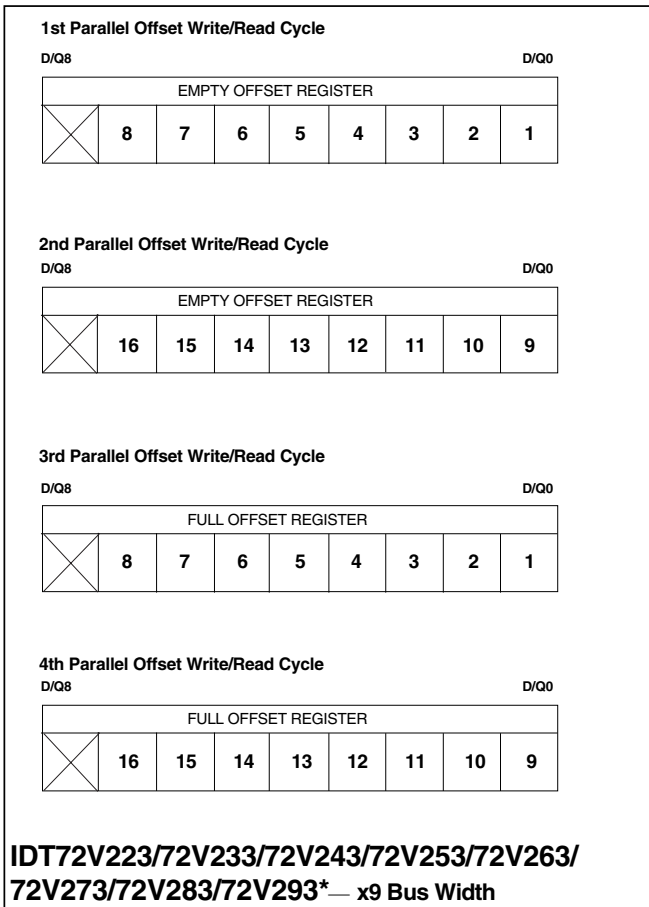 1st Parallel Offset Write/Read Cycle
D/Q8 D/Q0
EMPTY OFFSET REGISTER
8 7 6 5 4 3 2 1
2nd Parallel Offset Write/Read Cycle
D/Q8 D/Q0
EMPTY OFFSET REGISTER
16 15 14 13 12 11 10 9
3rd Parallel Offset Write/Read Cycle
D/Q8 D/Q0
FULL OFFSET REGISTER
8 7 6 5 4 3 2 1
4th Parallel Offset Write/Read Cycle
D/Q8 D/Q0
FULL OFFSET REGISTER
16 15 14 13 12 11 10 9
IDT72V223/72V233/72V243/72V253/72V263/
72V273/72V283/72V293*— x9 Bus Width